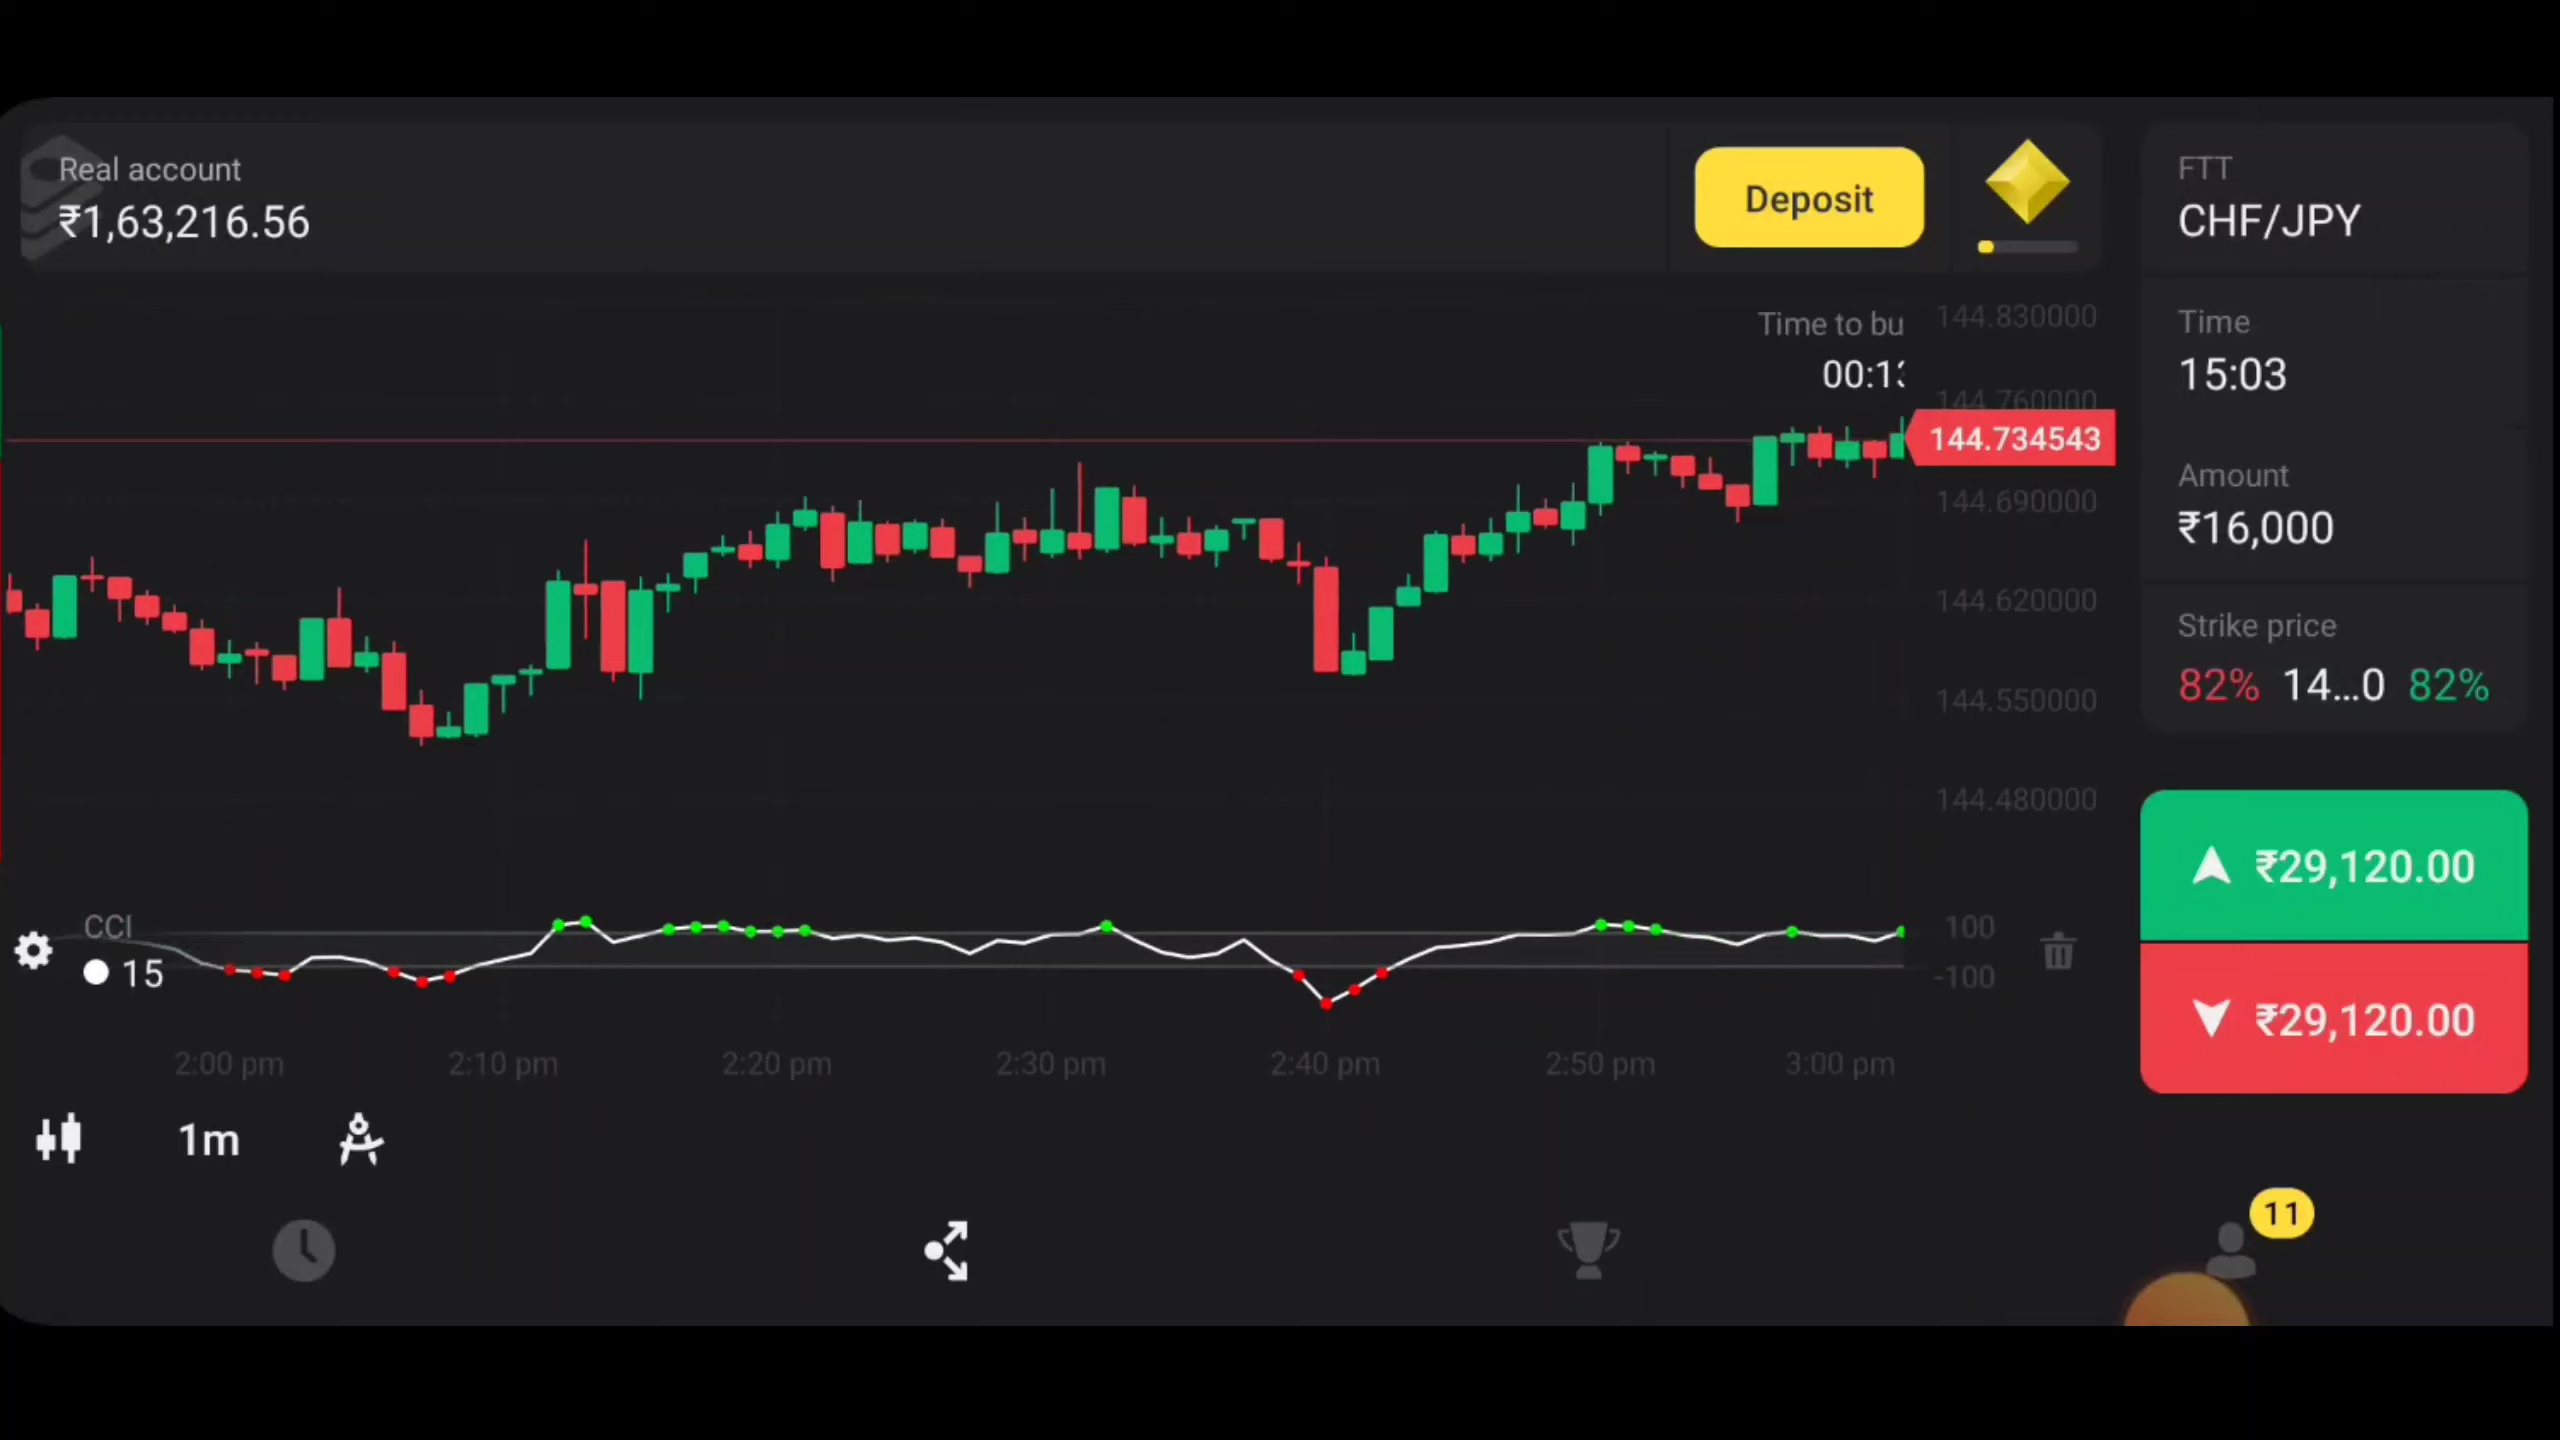 Real account
₹1,63,216.56
Deposit
FTT
CHF/JPY
Time to bu
00:1
Time
15:03
Amount
₹16,000
Strike price
82% 14...0 82%
144.830000
144.760000
144.734543
144.690000
144.620000
144.550000
144.480000
₹29,120.00
₹29,120.00
CCI
15
100
-100
2:00 pm 2:10 pm 2:20 pm 2:30 pm 2:40 pm 2:50 pm 3:00 pm
1m
11